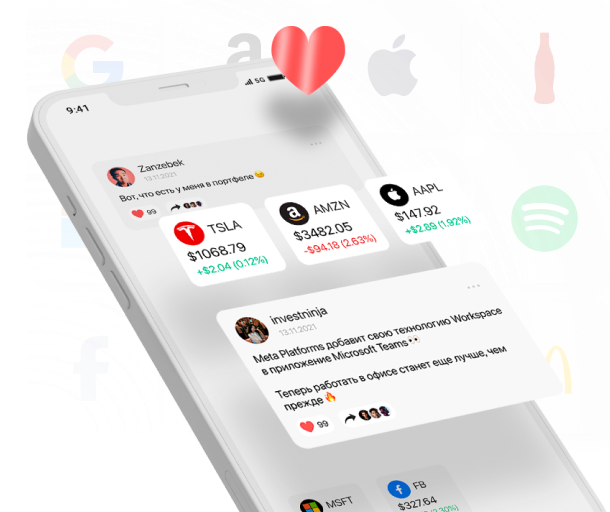 9:41
5G
Zanzebek
13.11.2021
Вот, что есть у меня в портфеле
99
TSLA
$1068.79
+$2.04 (0.12%)
AMZN
$3482.05
-$94.18 (2.63%)
AAPL
$147.92
+$2.89 (1.92%)
investninja
13.11.2021
Meta Platforms добавит свою технологию Workspace
в приложение Microsoft Teams
Теперь работать в офисе станет еще лучше, чем
прежде
99
MSFT
FB
$327.64